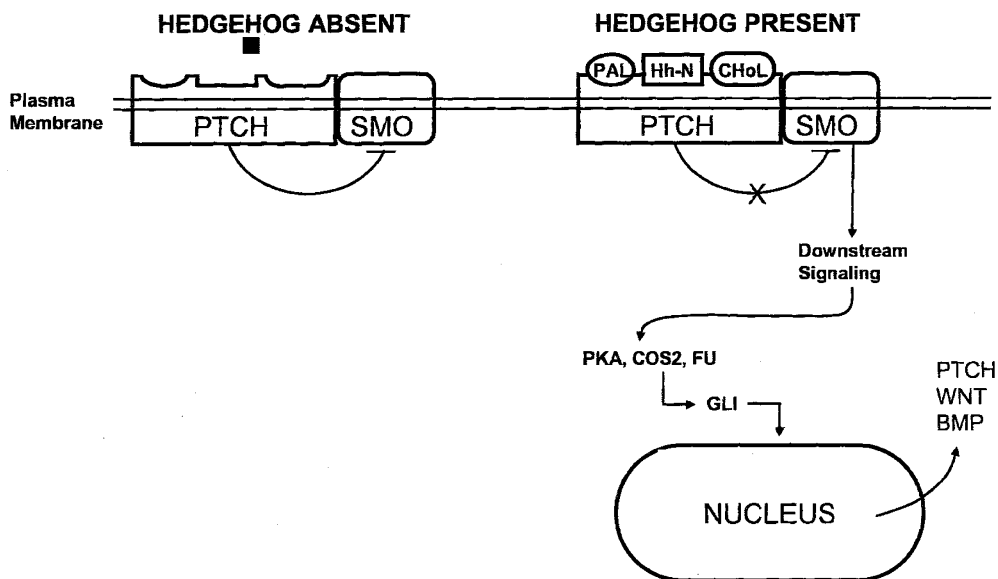 HEDGEHOG ABSENT
HEDGEHOG PRESENT
PAL
Hh-N
CHoL
Plasma
Membrane
PTCH
SMO
PTCH
SMO
X
Downstream
Signaling
PKA, COS2, FU
GLI
PTCH
WNT
BMP
NUCLEUS